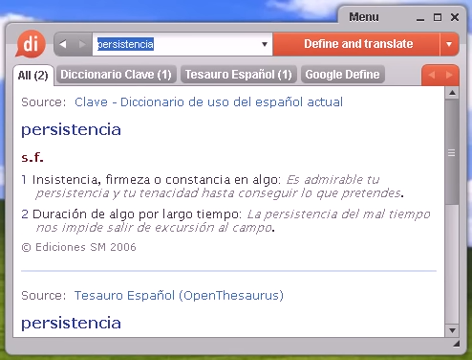 Menu
di
persistencia
Define and translate
All (2)
Diccionario Clave (1)
Tesauro Español (1)
Google Define
Source: Clave - Diccionario de uso del español actual
persistencia
s.f.
1 Insistencia, firmeza o constancia en algo: Es admirable tu
persistencia y tu tenacidad hasta conseguir lo que pretendes.
2 Duración de algo por largo tiempo: La persistencia del mal tiempo
nos impide salir de excursión al campo.
© Ediciones SM 2006
Source: Tesauro Español (OpenThesaurus)
persistencia